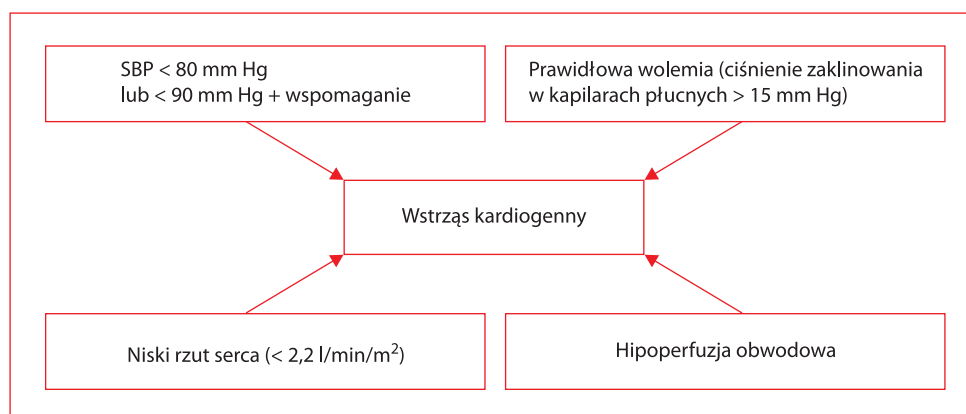 SBP < 80 mm Hg
lub < 90 mm Hg + wspomaganie
Prawidłowa wolemia (ciśnienie zaklinowania
w kapilarach płucnych > 15 mm Hg)
Wstrząs kardiogenny
Niski rzut serca (< 2,2 l/min/m²)
Hipoperfuzja obwodowa